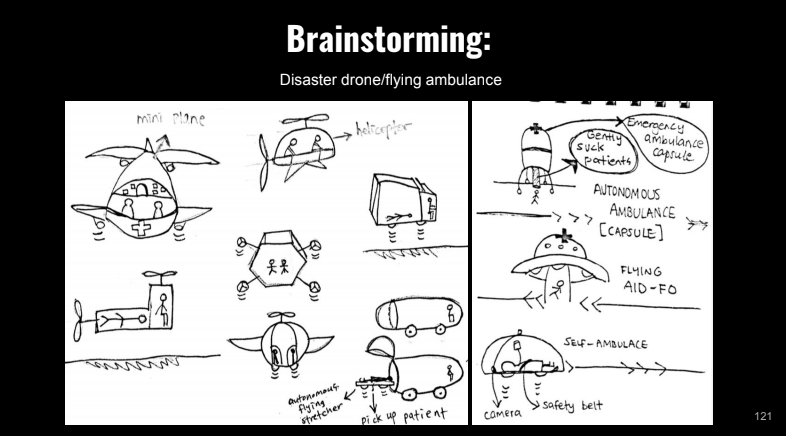 Brainstorming:
Disaster drone/flying ambulance
mini plane
helicopter
autonomous
flying
stretcher
pick up patient
Emergency
ambulance
capsule
Gently
suck
patients
AUTONOMOUS
AMBULANCE
[CAPSULE]
FLYING
AID-FO
SELF-AMBULACE
camera
safety belt
121